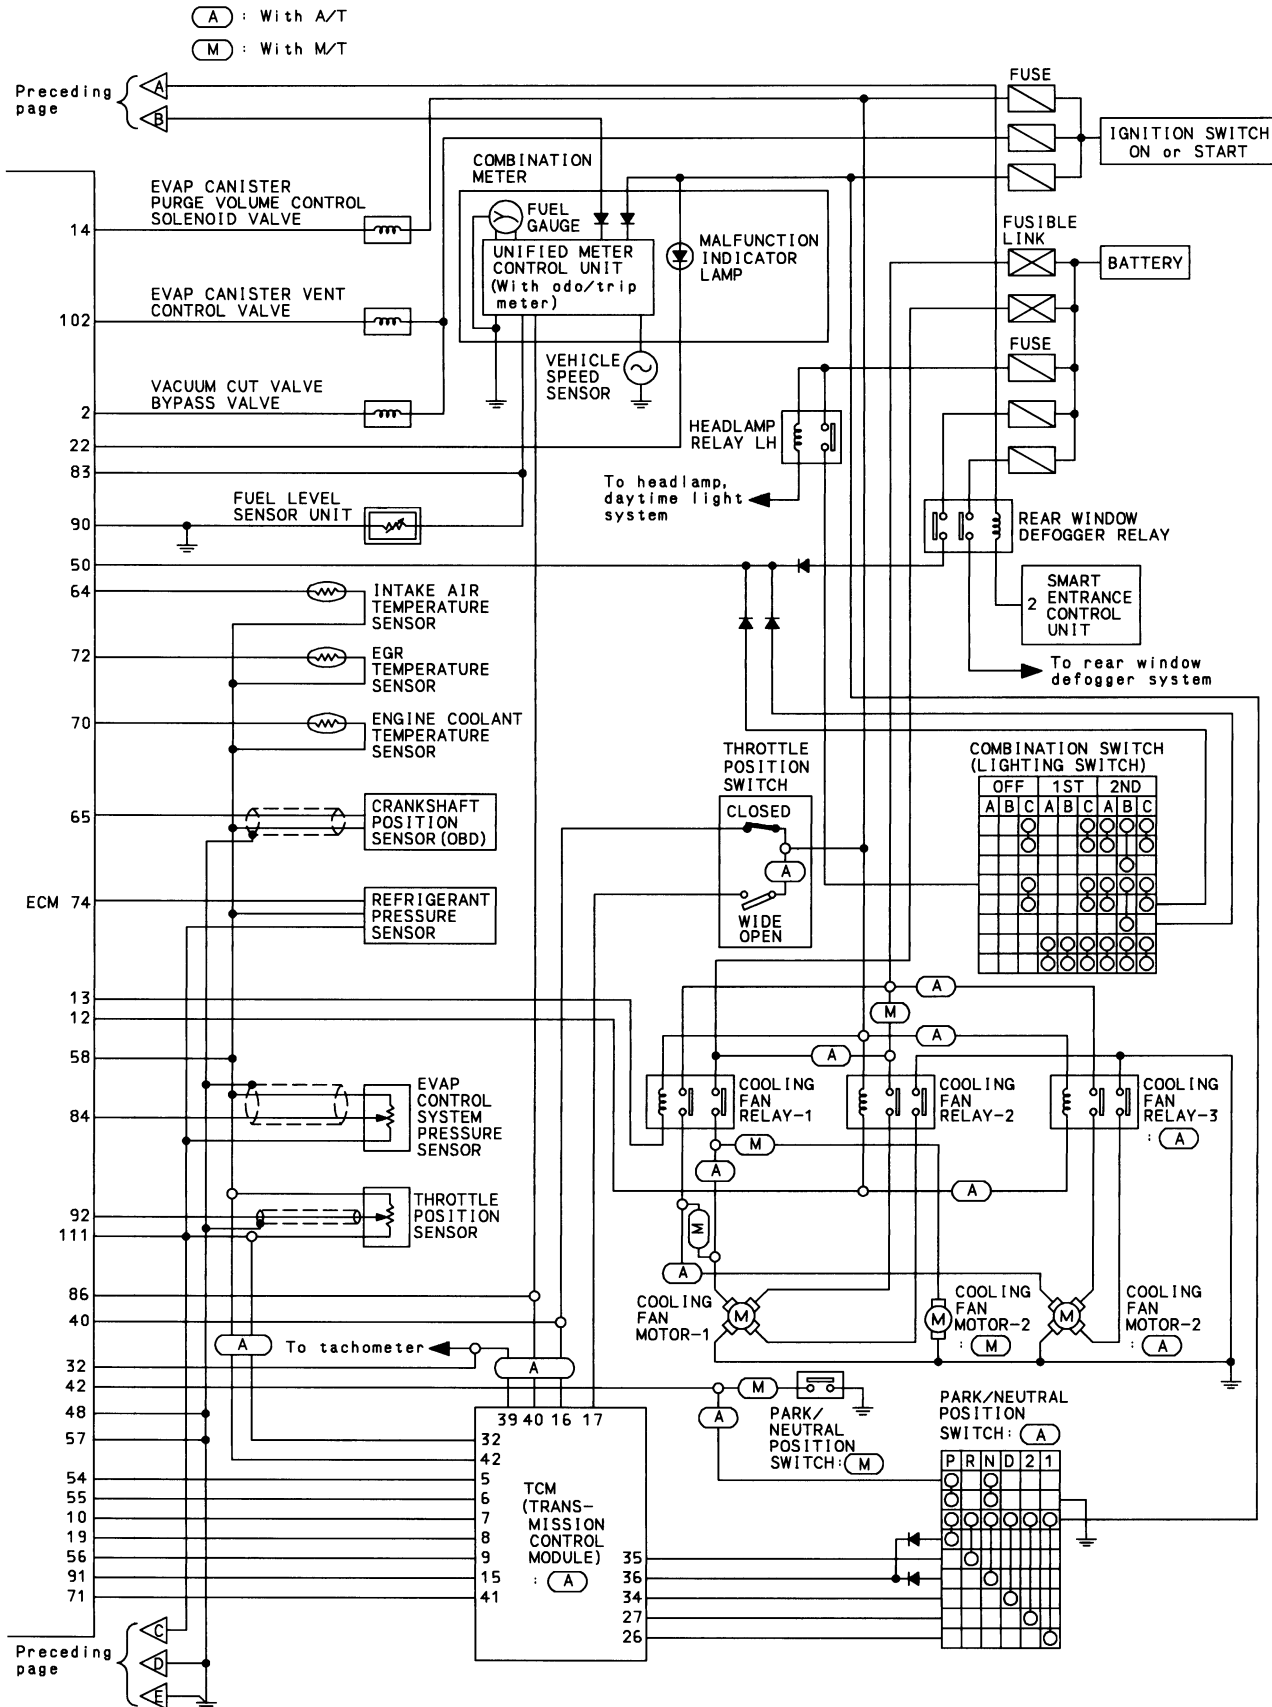 A : With A/T
M : With M/T
Preceding
page
A
B
FUSE
IGNITION SWITCH
ON or START
COMBINATION
METER
FUEL
GAUGE
UNIFIED METER
CONTROL UNIT
(With odo/trip
meter)
MALFUNCTION
INDICATOR
LAMP
VEHICLE
SPEED
SENSOR
FUSIBLE
LINK
BATTERY
FUSE
14
EVAP CANISTER
PURGE VOLUME CONTROL
SOLENOID VALVE
102
EVAP CANISTER VENT
CONTROL VALVE
2
VACUUM CUT VALVE
BYPASS VALVE
22
83
90
FUEL LEVEL
SENSOR UNIT
HEADLAMP
RELAY LH
To headlamp,
daytime light
system
REAR WINDOW
DEFOGGER RELAY
2
SMART
ENTRANCE
CONTROL
UNIT
To rear window
defogger system
50
64
INTAKE AIR
TEMPERATURE
SENSOR
72
EGR
TEMPERATURE
SENSOR
70
ENGINE COOLANT
TEMPERATURE
SENSOR
65
CRANKSHAFT
POSITION
SENSOR(OBD)
ECM 74
REFRIGERANT
PRESSURE
SENSOR
THROTTLE
POSITION
SWITCH
CLOSED
A
WIDE
OPEN
COMBINATION SWITCH
(LIGHTING SWITCH)
OFF 1ST 2ND
A B C A B C A B C
13
12
58
84
EVAP
CONTROL
SYSTEM
PRESSURE
SENSOR
92
111
THROTTLE
POSITION
SENSOR
A
M
A
A
COOLING
FAN
RELAY-1
COOLING
FAN
RELAY-2
COOLING
FAN
RELAY-3
: A
M
A
A
M
A
COOLING
FAN
MOTOR-1
M
M
COOLING
FAN
MOTOR-2
: M
M
COOLING
FAN
MOTOR-2
: A
86
40
A
To tachometer
A
32
42
48
57
54
55
10
19
56
91
71
M
A
PARK/
NEUTRAL
POSITION
SWITCH: M
PARK/NEUTRAL
POSITION
SWITCH: A
P R N D 2 1
39 40 16 17
32
42
5
6
7
8
9
15
41
TCM
(TRANS-
MISSION
CONTROL
MODULE)
: A
35
36
34
27
26
C
D
E
Preceding
page